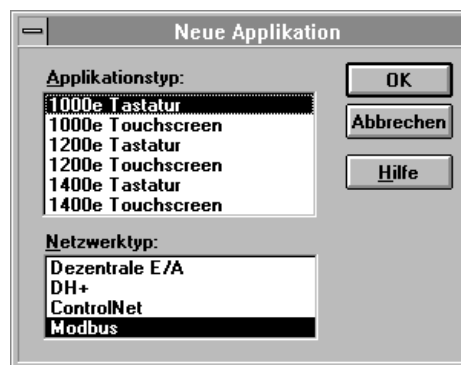 Neue Applikation
Applikationstyp:
1000e Tastatur
1000e Touchscreen
1200e Tastatur
1200e Touchscreen
1400e Tastatur
1400e Touchscreen
OK
Abbrechen
Hilfe
Netzwerktyp:
Dezentrale E/A
DH+
ControlNet
Modbus